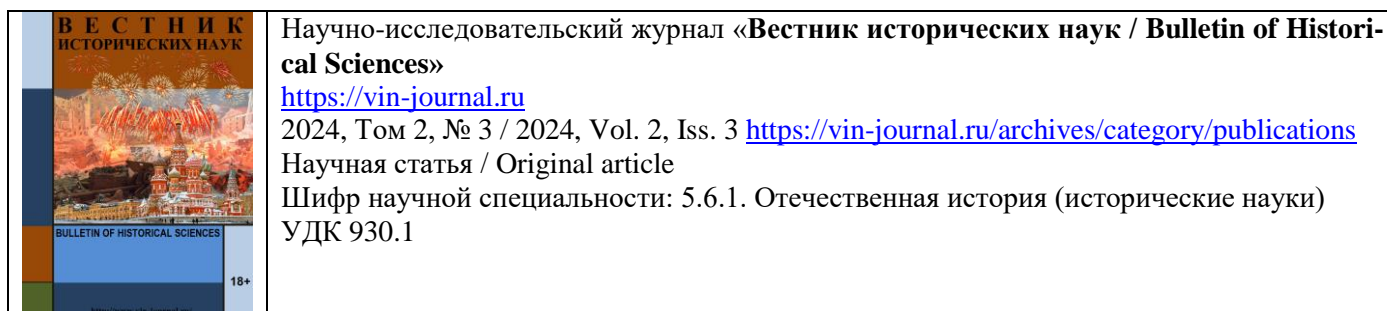 ВЕСТНИК
ИСТОРИЧЕСКИХ НАУК
BULLETIN OF HISTORICAL SCIENCES
18+
Научно-исследовательский журнал «Вестник исторических наук / Bulletin of Histori-
cal Sciences»
https://vin-journal.ru
2024, Том 2, № 3 / 2024, Vol. 2, Iss. 3 https://vin-journal.ru/archives/category/publications
Научная статья / Original article
Шифр научной специальности: 5.6.1. Отечественная история (исторические науки)
УДК 930.1